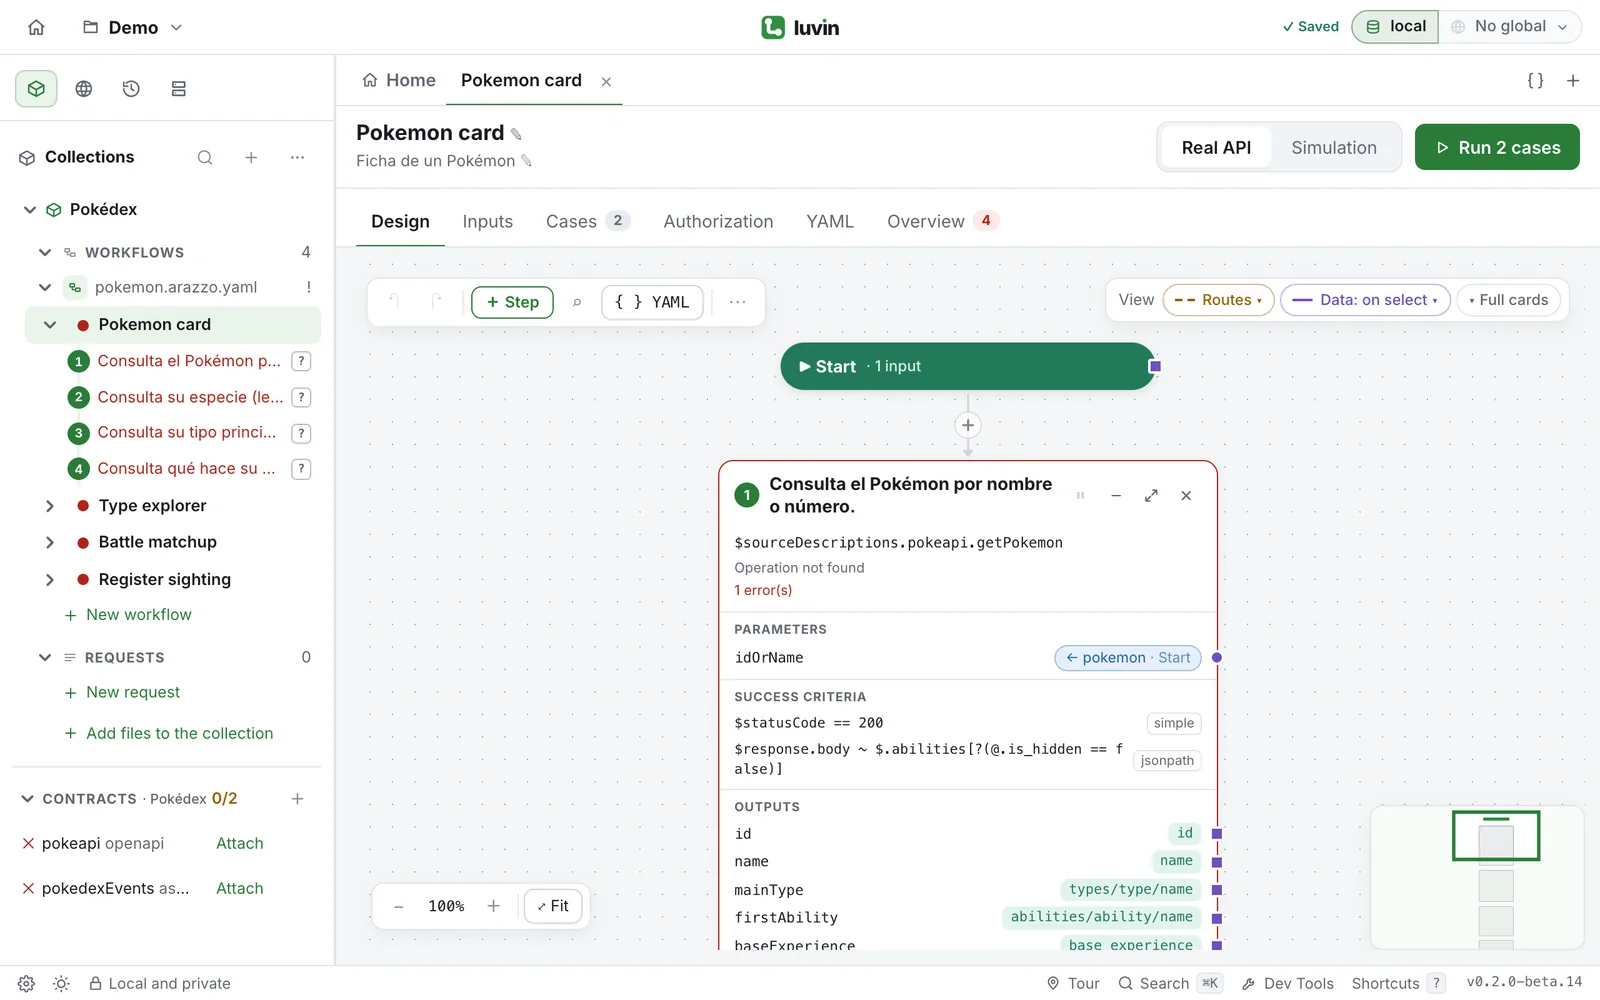 Demo
luvin
Saved
local
No global
Home
Pokemon card
Pokemon card
Ficha de un Pokémon
Real API
Simulation
Run 2 cases
Collections
Pokédex
WORKFLOWS 4
pokemon.arazzo.yaml !
Pokemon card
1 Consulta el Pokémon p... ?
2 Consulta su especie (le... ?
3 Consulta su tipo princi... ?
4 Consulta qué hace su ... ?
Type explorer
Battle matchup
Register sighting
+ New workflow
REQUESTS 0
+ New request
+ Add files to the collection
CONTRACTS · Pokédex 0/2
pokeapi openapi Attach
pokedexEvents as... Attach
Design
Inputs
Cases 2
Authorization
YAML
Overview 4
+ Step
{ } YAML
View
Routes
Data: on select
Full cards
Start · 1 input
1
Consulta el Pokémon por nombre
o número.
$sourceDescriptions.pokeapi.getPokemon
Operation not found
1 error(s)
PARAMETERS
idOrName ← pokemon · Start
SUCCESS CRITERIA
$statusCode == 200 simple
$response.body ~ $.abilities[?(@.is_hidden == f
alse)] jsonpath
OUTPUTS
id id
name name
mainType types/type/name
firstAbility abilities/ability/name
baseExperience base_experience
− 100% +
Fit
Local and private
Tour
Search ⌘K
Dev Tools
Shortcuts ?
v0.2.0-beta.14